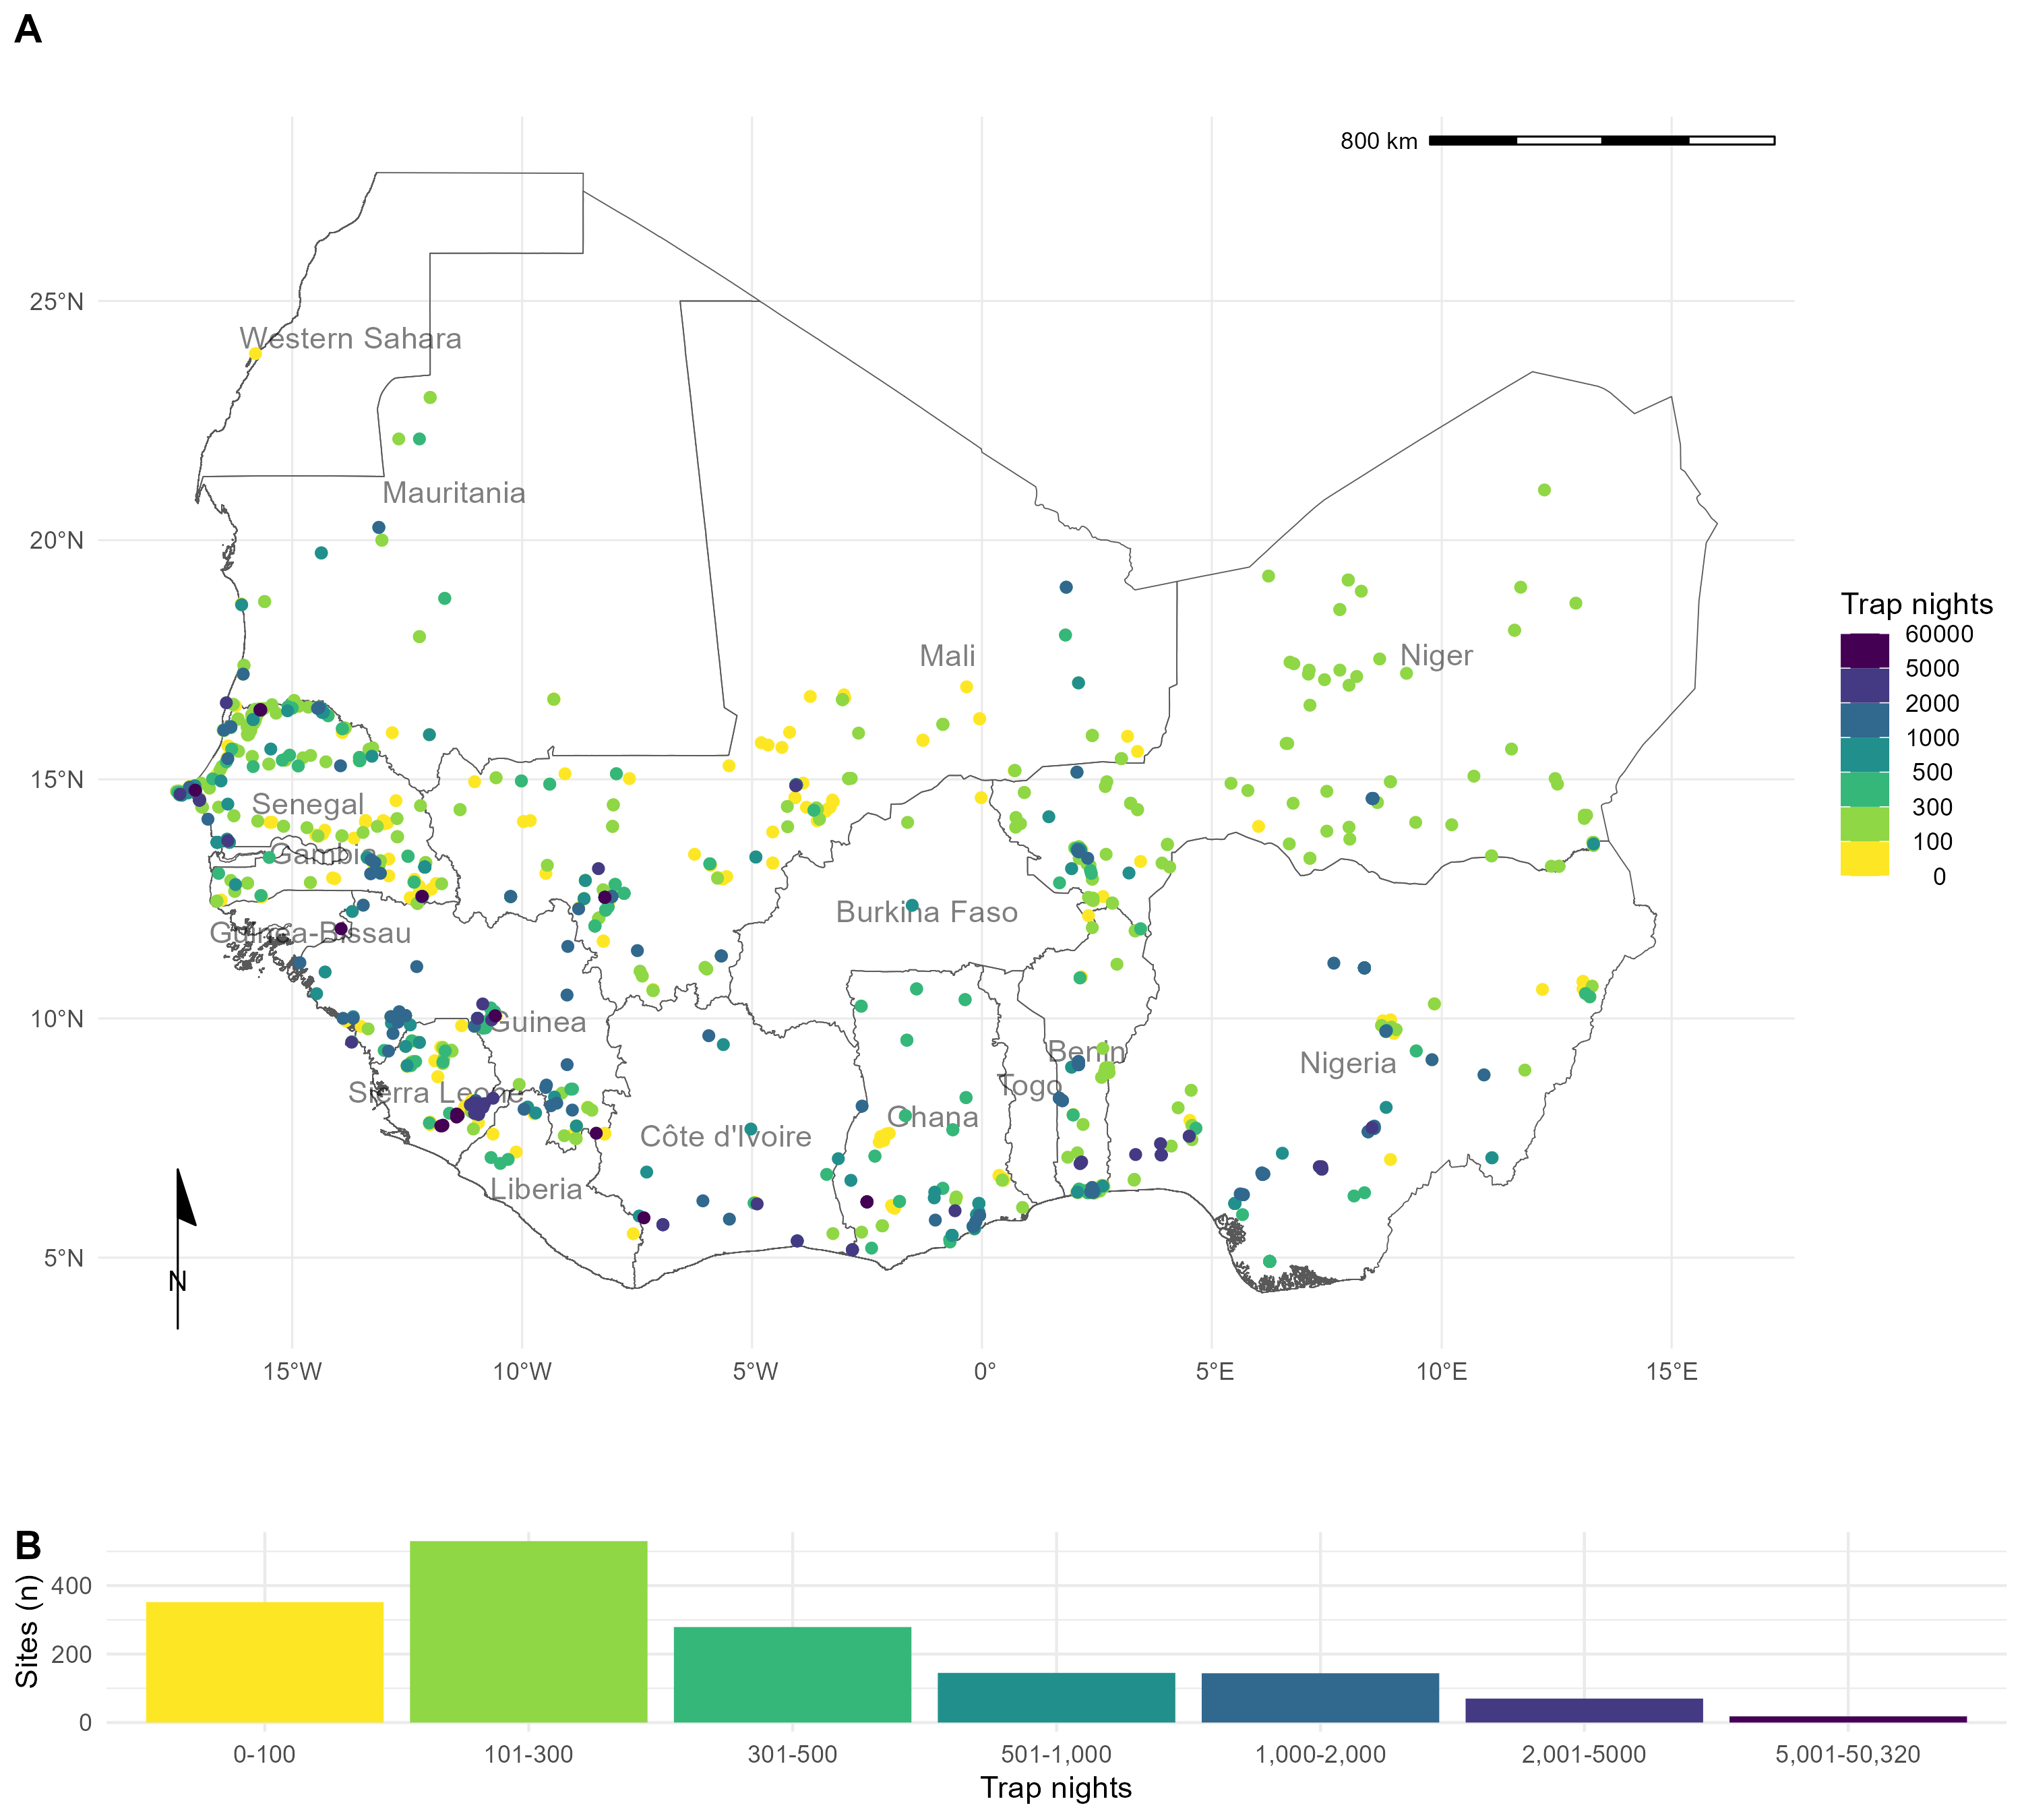 A
800 km
25°N
Western Sahara
Mauritania
20°N
Trap nights
60000
5000
2000
1000
500
300
100
0
Mali
Niger
15°N
Senegal
Gambia
Burkina Faso
Guinea-Bissau
10°N
Guinea
Benin
Nigeria
Togo
Sierra Leone
Ghana
Côte d'Ivoire
Liberia
5°N
N
15°W
10°W
5°W
0°
5°E
10°E
15°E
B
Sites (n)
400
200
0
0-100
101-300
301-500
501-1,000
1,000-2,000
2,001-5000
5,001-50,320
Trap nights